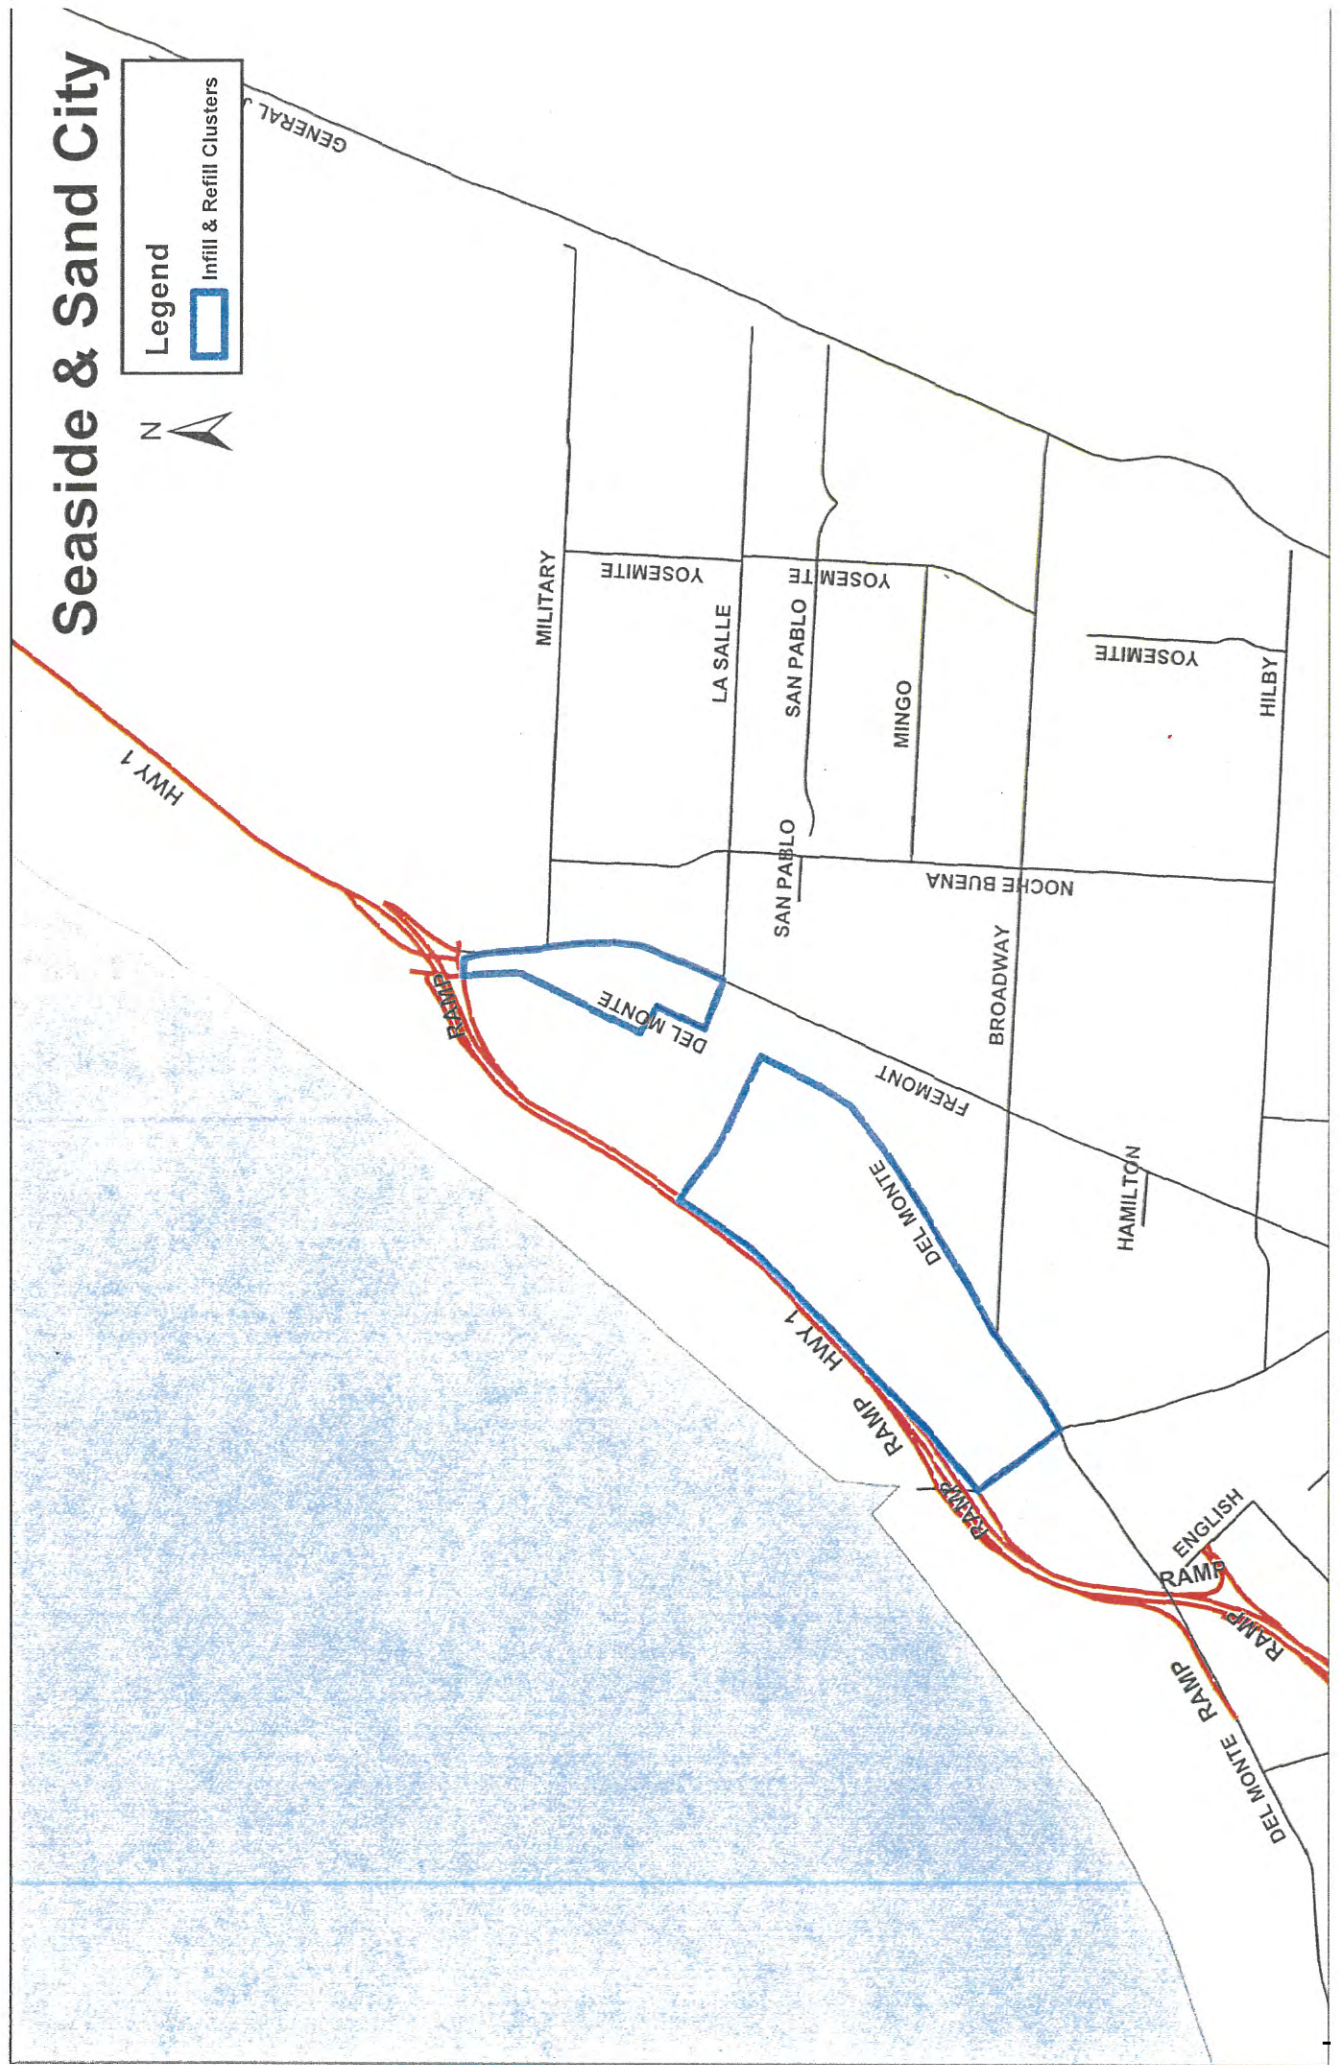 Seaside & Sand City
N
Legend
Infill & Refill Clusters
GENERAL J
HWY 1
MILITARY
YOSEMITE
LA SALLE
YOSEMITE
SAN PABLO
YOSEMITE
MINGO
YOSEMITE
HILBY
SAN PABLO
NOCHE BUENA
BROADWAY
RAMP
DEL MONTE
FREMONT
HAMILTON
DEL MONTE
HWY 1
RAMP
RAMP
ENGLISH
RAMP
RAMP
RAMP
DEL MONTE